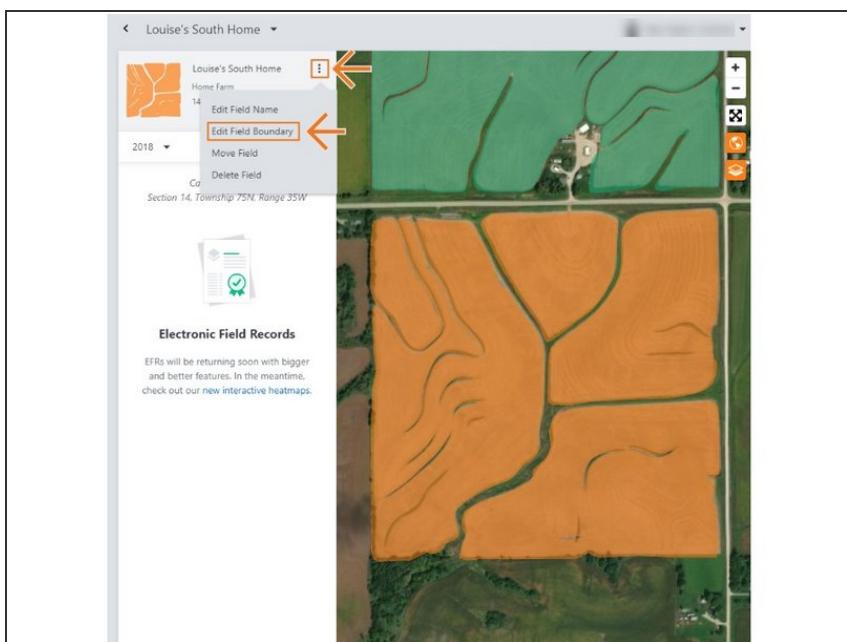 Louise's South Home
Louise's South Home
Home Farm
14
Edit Field Name
Edit Field Boundary
Move Field
Delete Field
2018
Ca
Section 14, Township 75N, Range 35W
Electronic Field Records
EFRs will be returning soon with bigger
and better features. In the meantime,
check out our new interactive heatmaps.